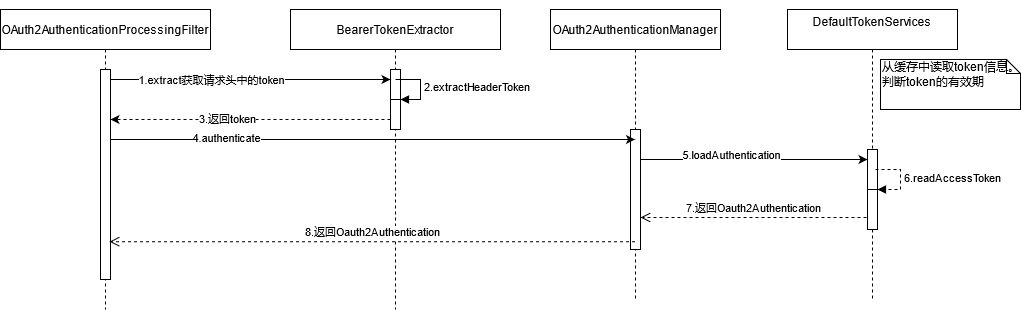 OAuth2AuthenticationProcessingFilter
BearerTokenExtractor
OAuth2AuthenticationManager
DefaultTokenServices
从缓存中读取token信息。
判断token的有效期
1.extract获取请求头中的token
2.extractHeaderToken
3.返回token
4.authenticate
5.loadAuthentication
6.readAccessToken
7.返回Oauth2Authentication
8.返回Oauth2Authentication